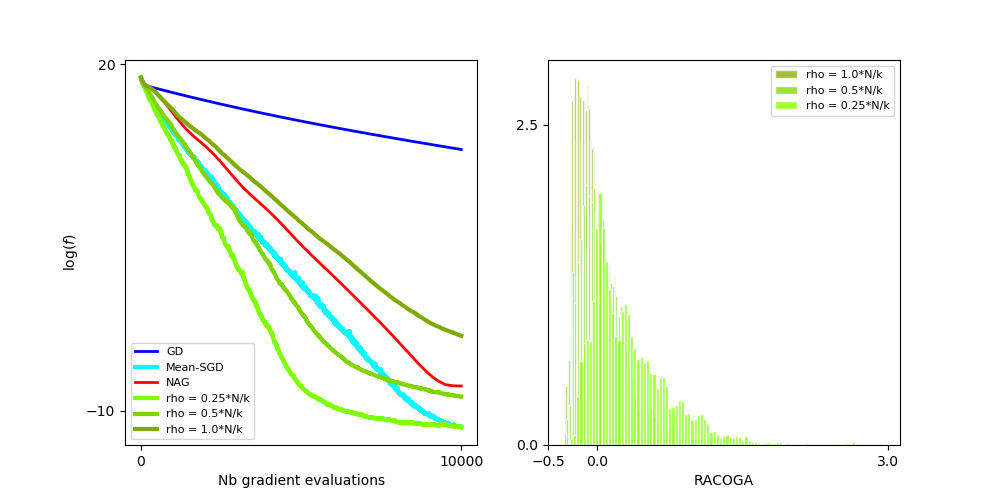 20
-10
log(f)
0
10000
Nb gradient evaluations
GD
Mean-SGD
NAG
rho = 0.25*N/k
rho = 0.5*N/k
rho = 1.0*N/k
2.5
0.0
-0.5
0.0
3.0
RACOGA
rho = 1.0*N/k
rho = 0.5*N/k
rho = 0.25*N/k